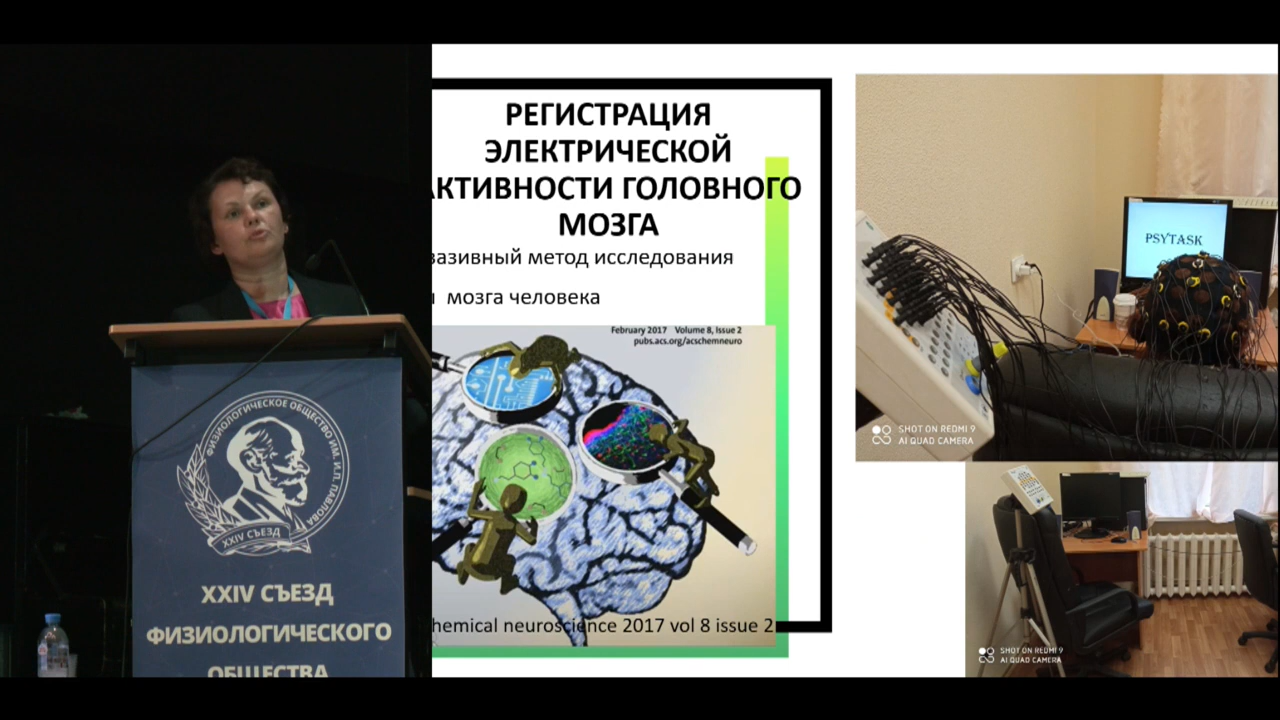 РЕГИСТРАЦИЯ
ЭЛЕКТРИЧЕСКОЙ
АКТИВНОСТИ ГОЛОВНОГО
МОЗГА
вазивный метод исследования
мозга человека
February 2017 Volume 8, Issue 2
pubs.acs.org/acschemneuro
hemical neuroscience 2017 vol 8 issue 2
PSYTASK
SHOT ON REDMI 9
AI QUAD CAMERA
SHOT ON REDMI 9
AI QUAD CAMERA
ФИЗИОЛОГИЧЕСКОЕ ОБЩЕСТВО ИМ. И.П. ПАВЛОВА
XXIV СЪЕЗД
XXIV СЪЕЗД
ФИЗИОЛОГИЧЕСКОГО
ОБЩЕСТВА